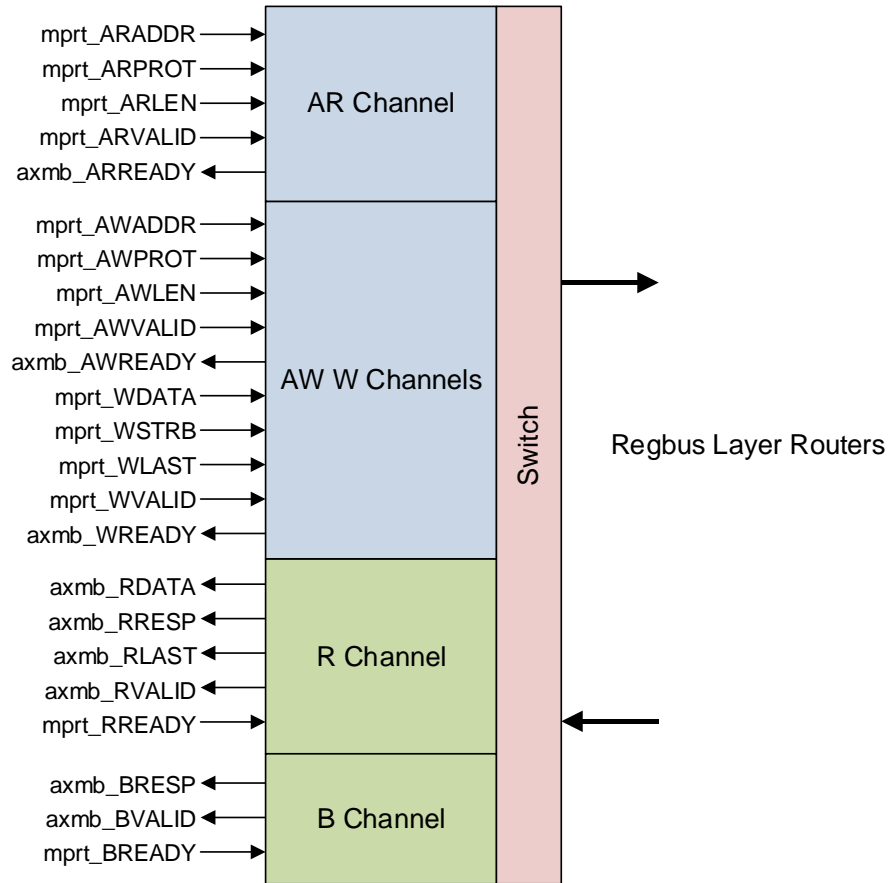 mprt_ARADDR
mprt_ARPROT
mprt_ARLEN
mprt_ARVALID
axmb_ARREADY
AR Channel
mprt_AWADDR
mprt_AWPROT
mprt_AWLEN
mprt_AWVALID
axmb_AWREADY
mprt_WDATA
mprt_WSTRB
mprt_WLAST
mprt_WVALID
axmb_WREADY
AW W Channels
axmb_RDATA
axmb_RRESP
axmb_RLAST
axmb_RVALID
mprt_RREADY
R Channel
axmb_BRESP
axmb_BVALID
mprt_BREADY
B Channel
Switch
Regbus Layer Routers